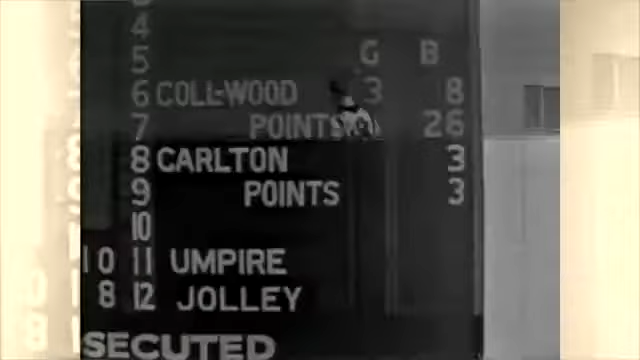 4
5 G B
6 COLL-WOOD 3 8
7 POINTS 26
8 CARLTON 3
9 POINTS 3
10
10 11 UMPIRE
8 12 JOLLEY
SECUTED